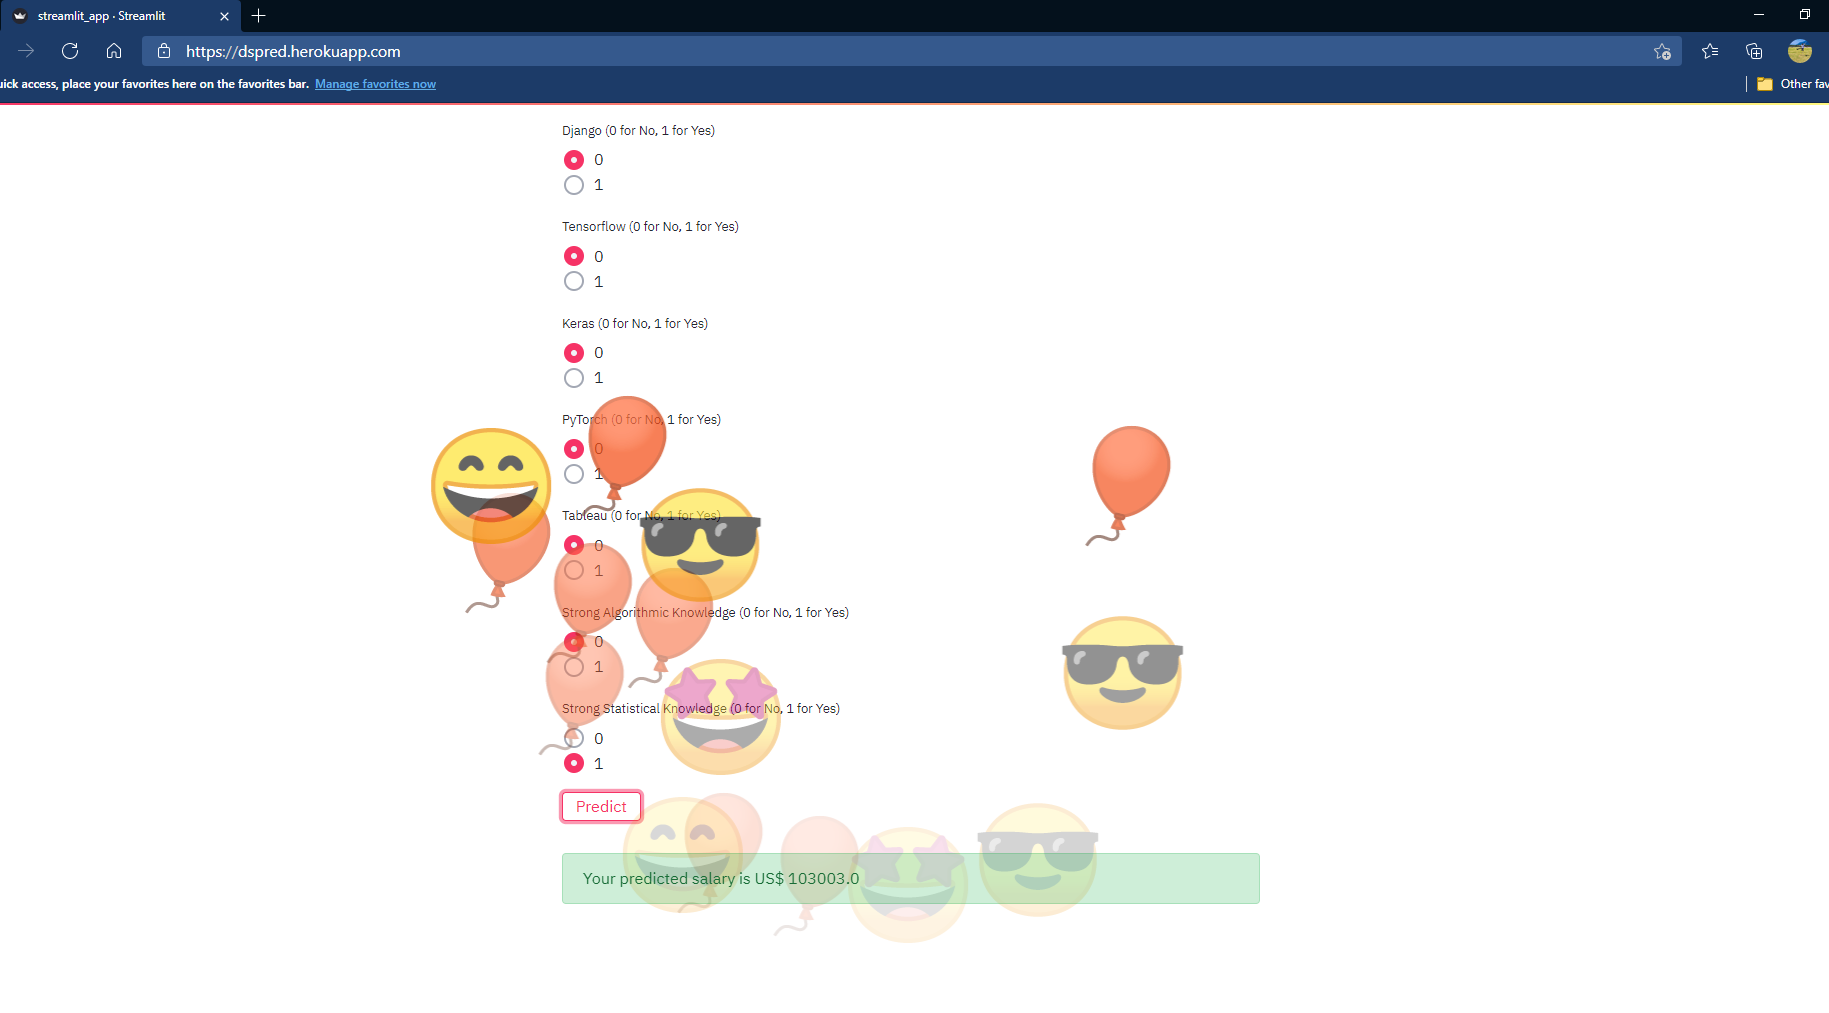 streamlit_app · Streamlit
https://dspred.herokuapp.com
uick access, place your favorites here on the favorites bar. Manage favorites now
Other fav
Django (0 for No, 1 for Yes)
0
1
Tensorflow (0 for No, 1 for Yes)
0
1
Keras (0 for No, 1 for Yes)
0
1
PyTorch (0 for No, 1 for Yes)
0
1
Tableau (0 for No, 1 for Yes)
0
1
Strong Algorithmic Knowledge (0 for No, 1 for Yes)
0
1
Strong Statistical Knowledge (0 for No, 1 for Yes)
0
1
Predict
Your predicted salary is US$ 103003.0